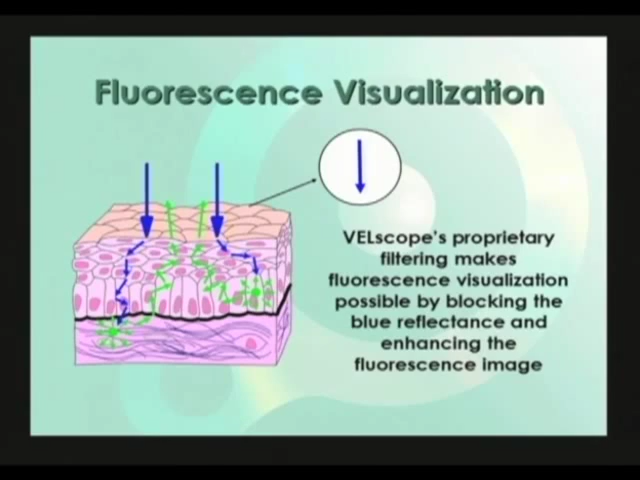 Fluorescence Visualization
VELscope's proprietary
filtering makes
fluorescence visualization
possible by blocking the
blue reflectance and
enhancing the
fluorescence image